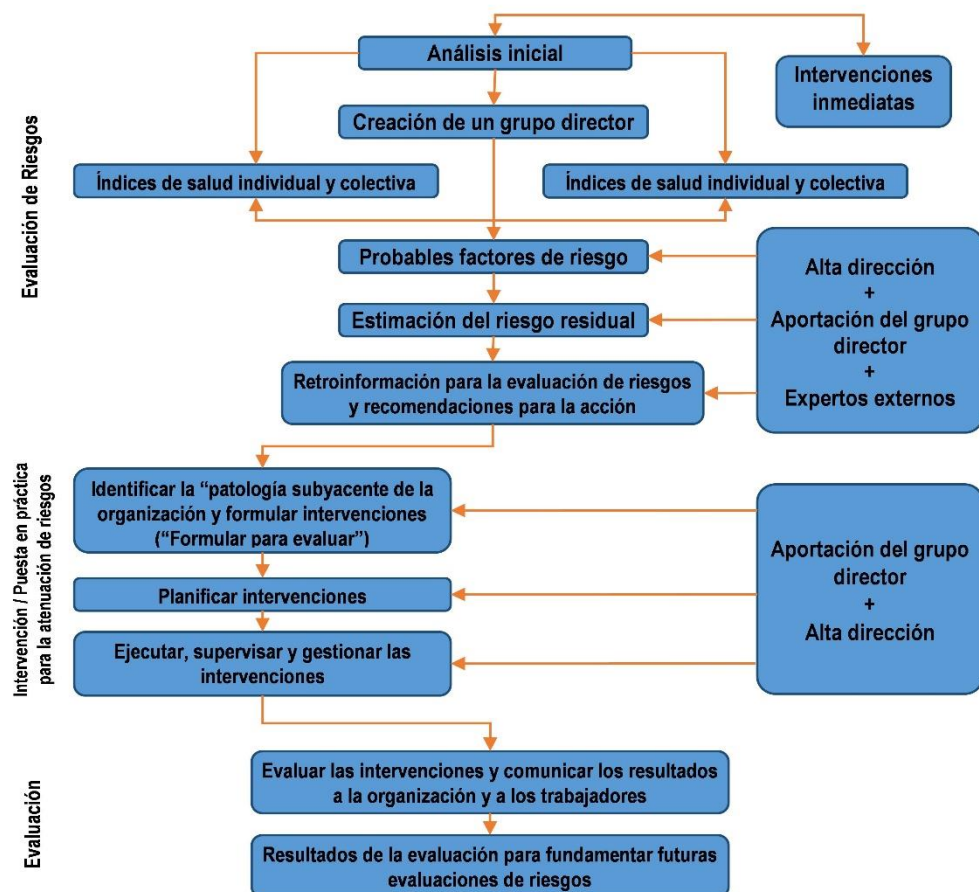 Evaluación de Riesgos
Análisis inicial
Intervenciones
inmediatas
Creación de un grupo director
Índices de salud individual y colectiva
Índices de salud individual y colectiva
Probables factores de riesgo
Estimación del riesgo residual
Retroinformación para la evaluación de riesgos
y recomendaciones para la acción
Alta dirección
+
Aportación del grupo
director
+
Expertos externos
Intervención / Puesta en práctica
para la atenuación de riesgos
Identificar la “patología subyacente de la
organización y formular intervenciones
(“Formular para evaluar”)
Planificar intervenciones
Ejecutar, supervisar y gestionar las
intervenciones
Aportación del grupo
director
+
Alta dirección
Evaluación
Evaluar las intervenciones y comunicar los resultados
a la organización y a los trabajadores
Resultados de la evaluación para fundamentar futuras
evaluaciones de riesgos